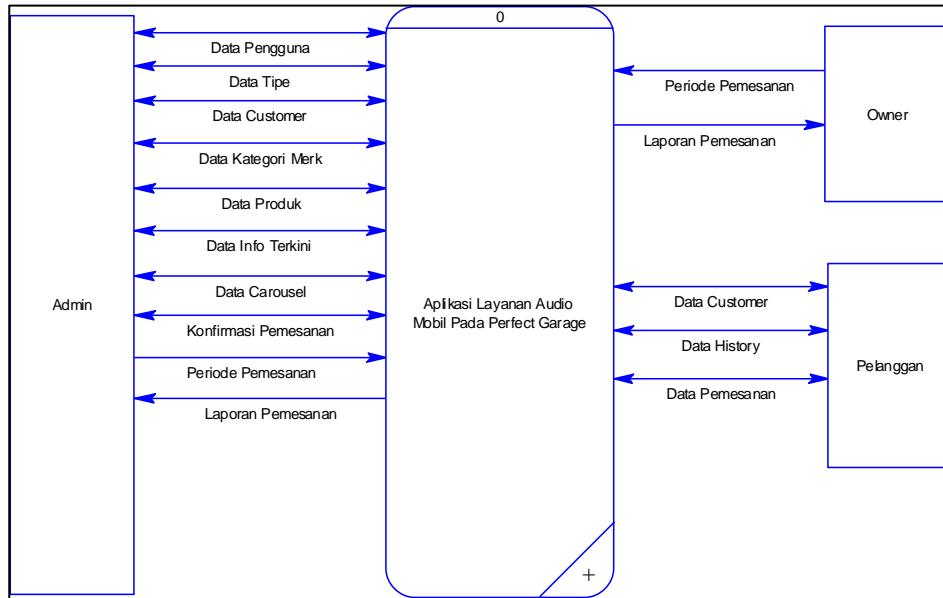 0
Admin
Data Pengguna
Data Tipe
Data Customer
Data Kategori Merk
Data Produk
Data Info Terkini
Data Carousel
Konfirmasi Pemesanan
Periode Pemesanan
Laporan Pemesanan
Aplikasi Layanan Audio
Mobil Pada Perfect Garage
Periode Pemesanan
Laporan Pemesanan
Owner
Data Customer
Data History
Data Pemesanan
Pelanggan
+